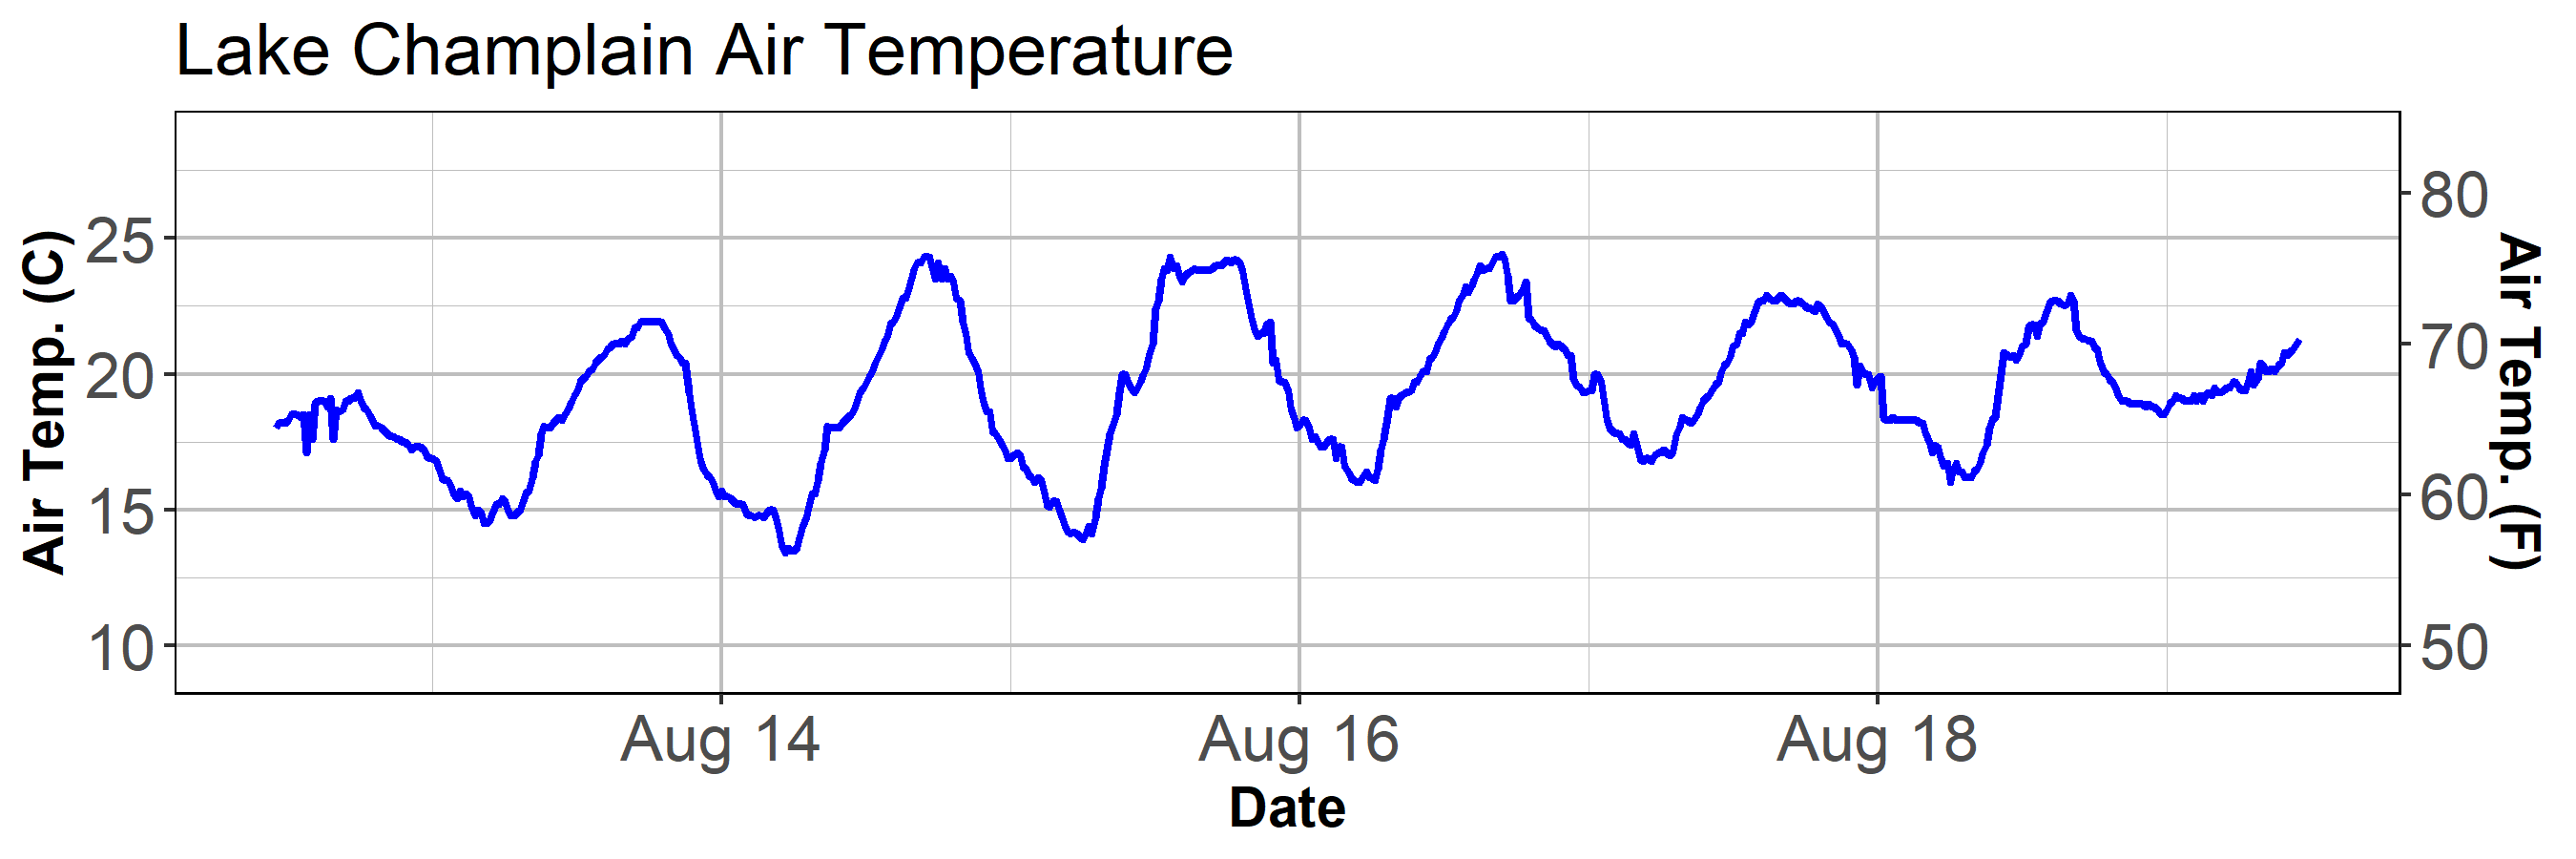 Lake Champlain Air Temperature
Air Temp. (C)
25
20
15
10
80
70
60
50
Air Temp. (F)
Aug 14 Aug 16 Aug 18
Date